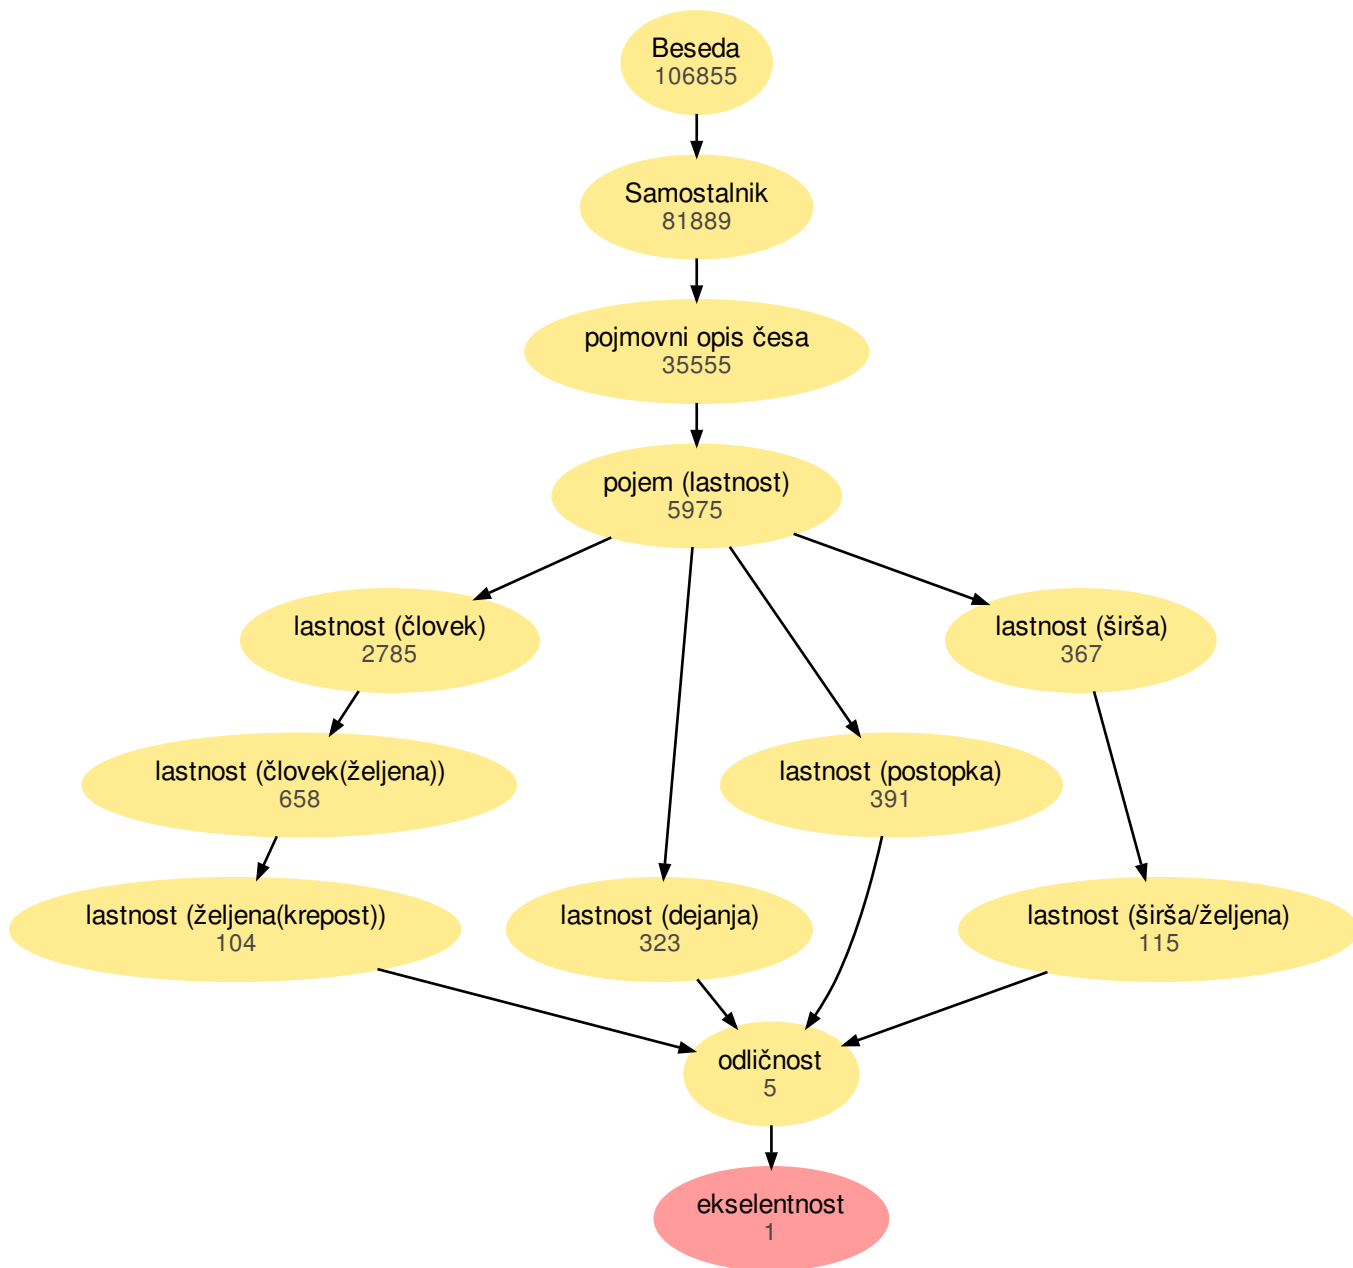 Beseda
106855
Samostalnik
81889
pojmovni opis česa
35555
pojem (lastnost)
5975
lastnost (človek)
2785
lastnost (širša)
367
lastnost (človek(željena))
658
lastnost (postopka)
391
lastnost (željena(krepost))
104
lastnost (dejanja)
323
lastnost (širša/željena)
115
odličnost
5
ekselentnost
1